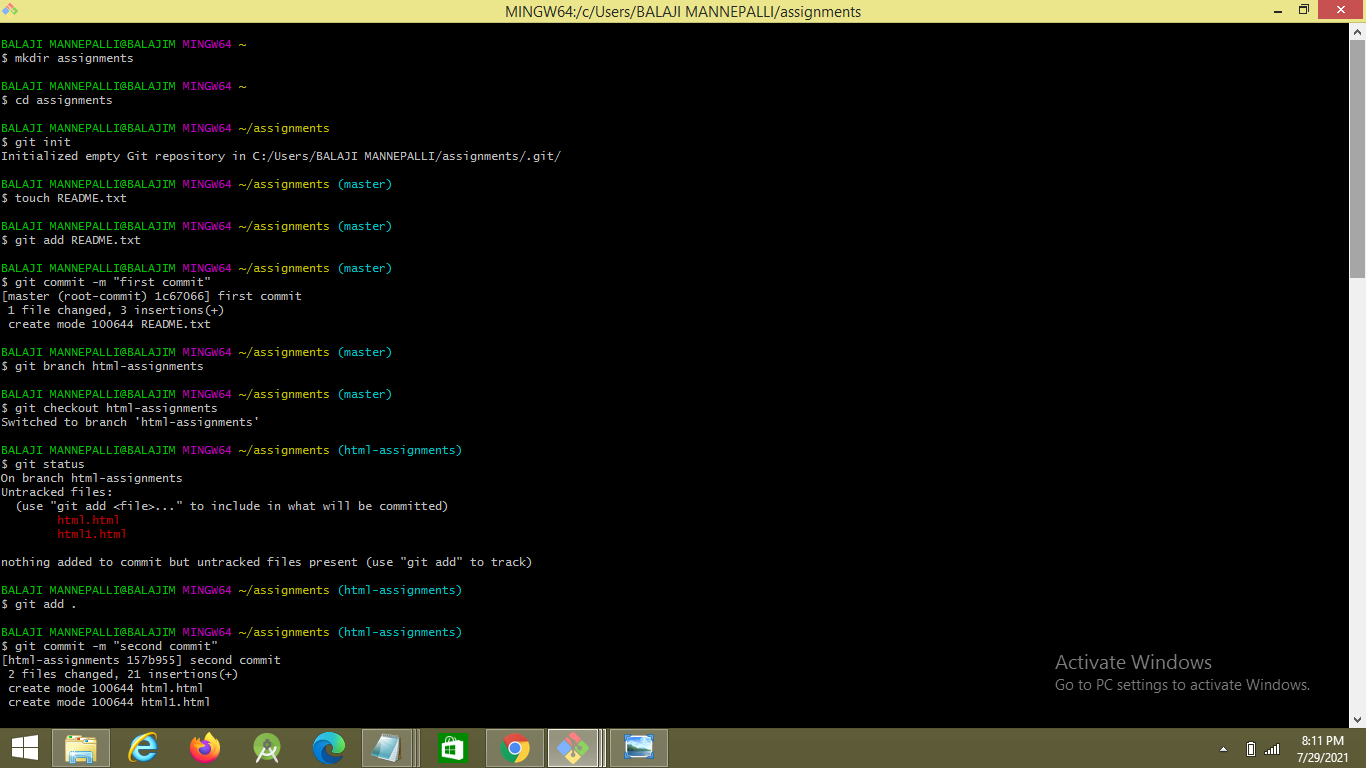 MINGW64:/c/Users/BALAJI MANNEPALLI/assignments
BALAJI MANNEPALLI@BALAJIM MINGW64 ~
$ mkdir assignments
BALAJI MANNEPALLI@BALAJIM MINGW64 ~
$ cd assignments
BALAJI MANNEPALLI@BALAJIM MINGW64 ~/assignments
$ git init
Initialized empty Git repository in C:/Users/BALAJI MANNEPALLI/assignments/.git/
BALAJI MANNEPALLI@BALAJIM MINGW64 ~/assignments (master)
$ touch README.txt
BALAJI MANNEPALLI@BALAJIM MINGW64 ~/assignments (master)
$ git add README.txt
BALAJI MANNEPALLI@BALAJIM MINGW64 ~/assignments (master)
$ git commit -m "first commit"
[master (root-commit) 1c67066] first commit
 1 file changed, 3 insertions(+)
 create mode 100644 README.txt
BALAJI MANNEPALLI@BALAJIM MINGW64 ~/assignments (master)
$ git branch html-assignments
BALAJI MANNEPALLI@BALAJIM MINGW64 ~/assignments (master)
$ git checkout html-assignments
Switched to branch 'html-assignments'
BALAJI MANNEPALLI@BALAJIM MINGW64 ~/assignments (html-assignments)
$ git status
On branch html-assignments
Untracked files:
  (use "git add <file>..." to include in what will be committed)
        html.html
        html1.html
nothing added to commit but untracked files present (use "git add" to track)
BALAJI MANNEPALLI@BALAJIM MINGW64 ~/assignments (html-assignments)
$ git add .
BALAJI MANNEPALLI@BALAJIM MINGW64 ~/assignments (html-assignments)
$ git commit -m "second commit"
[html-assignments 157b955] second commit
 2 files changed, 21 insertions(+)
 create mode 100644 html.html
 create mode 100644 html1.html
Activate Windows
Go to PC settings to activate Windows.
8:11 PM
7/29/2021